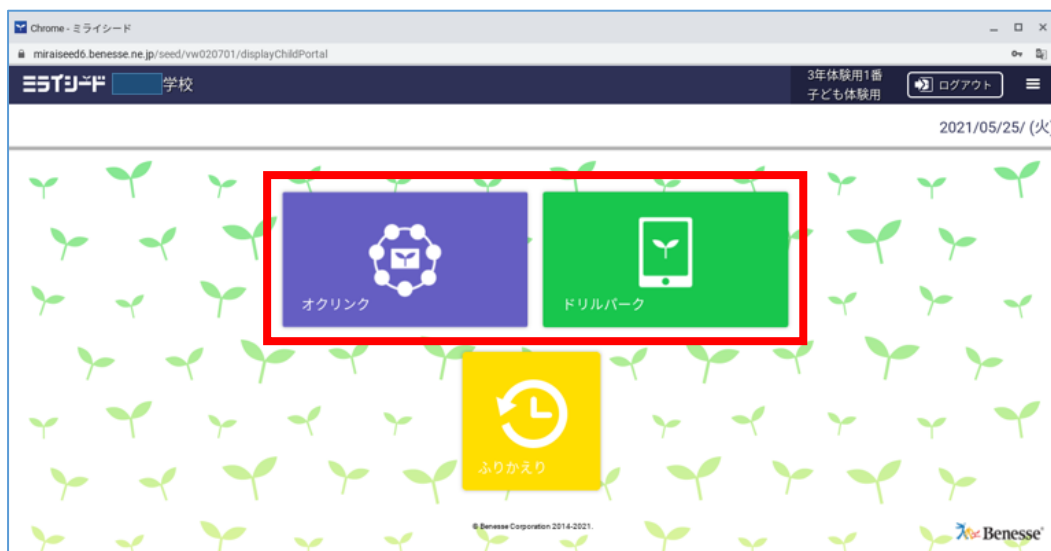 Chrome - ミライシード
miraiseed6.benesse.ne.jp/seed/vw020701/displayChildPortal
ミライシード 学校
3年体験用1番
子ども体験用
ログアウト
2021/05/25/ (火)
オクリンク
ドリルパーク
ふりかえり
© Benesse Corporation 2014-2021.
Benesse®